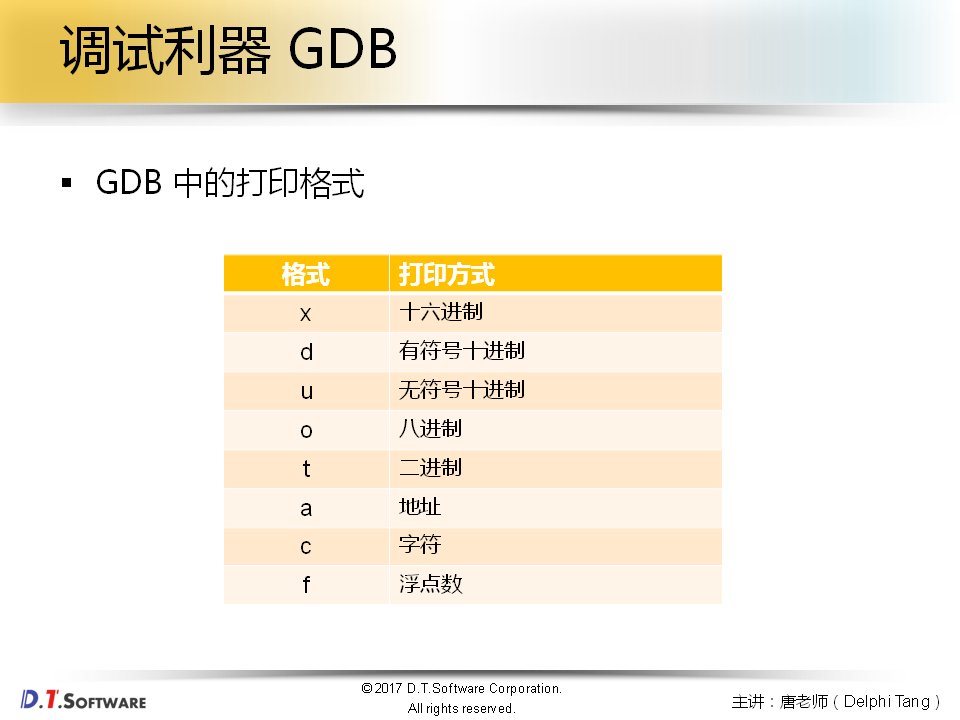 调试利器 GDB
▪ GDB 中的打印格式
格式 打印方式
x 十六进制
d 有符号十进制
u 无符号十进制
o 八进制
t 二进制
a 地址
c 字符
f 浮点数
D.T.SOFTWARE
©2017 D.T.Software Corporation.
All rights reserved.
主讲：唐老师（Delphi Tang）